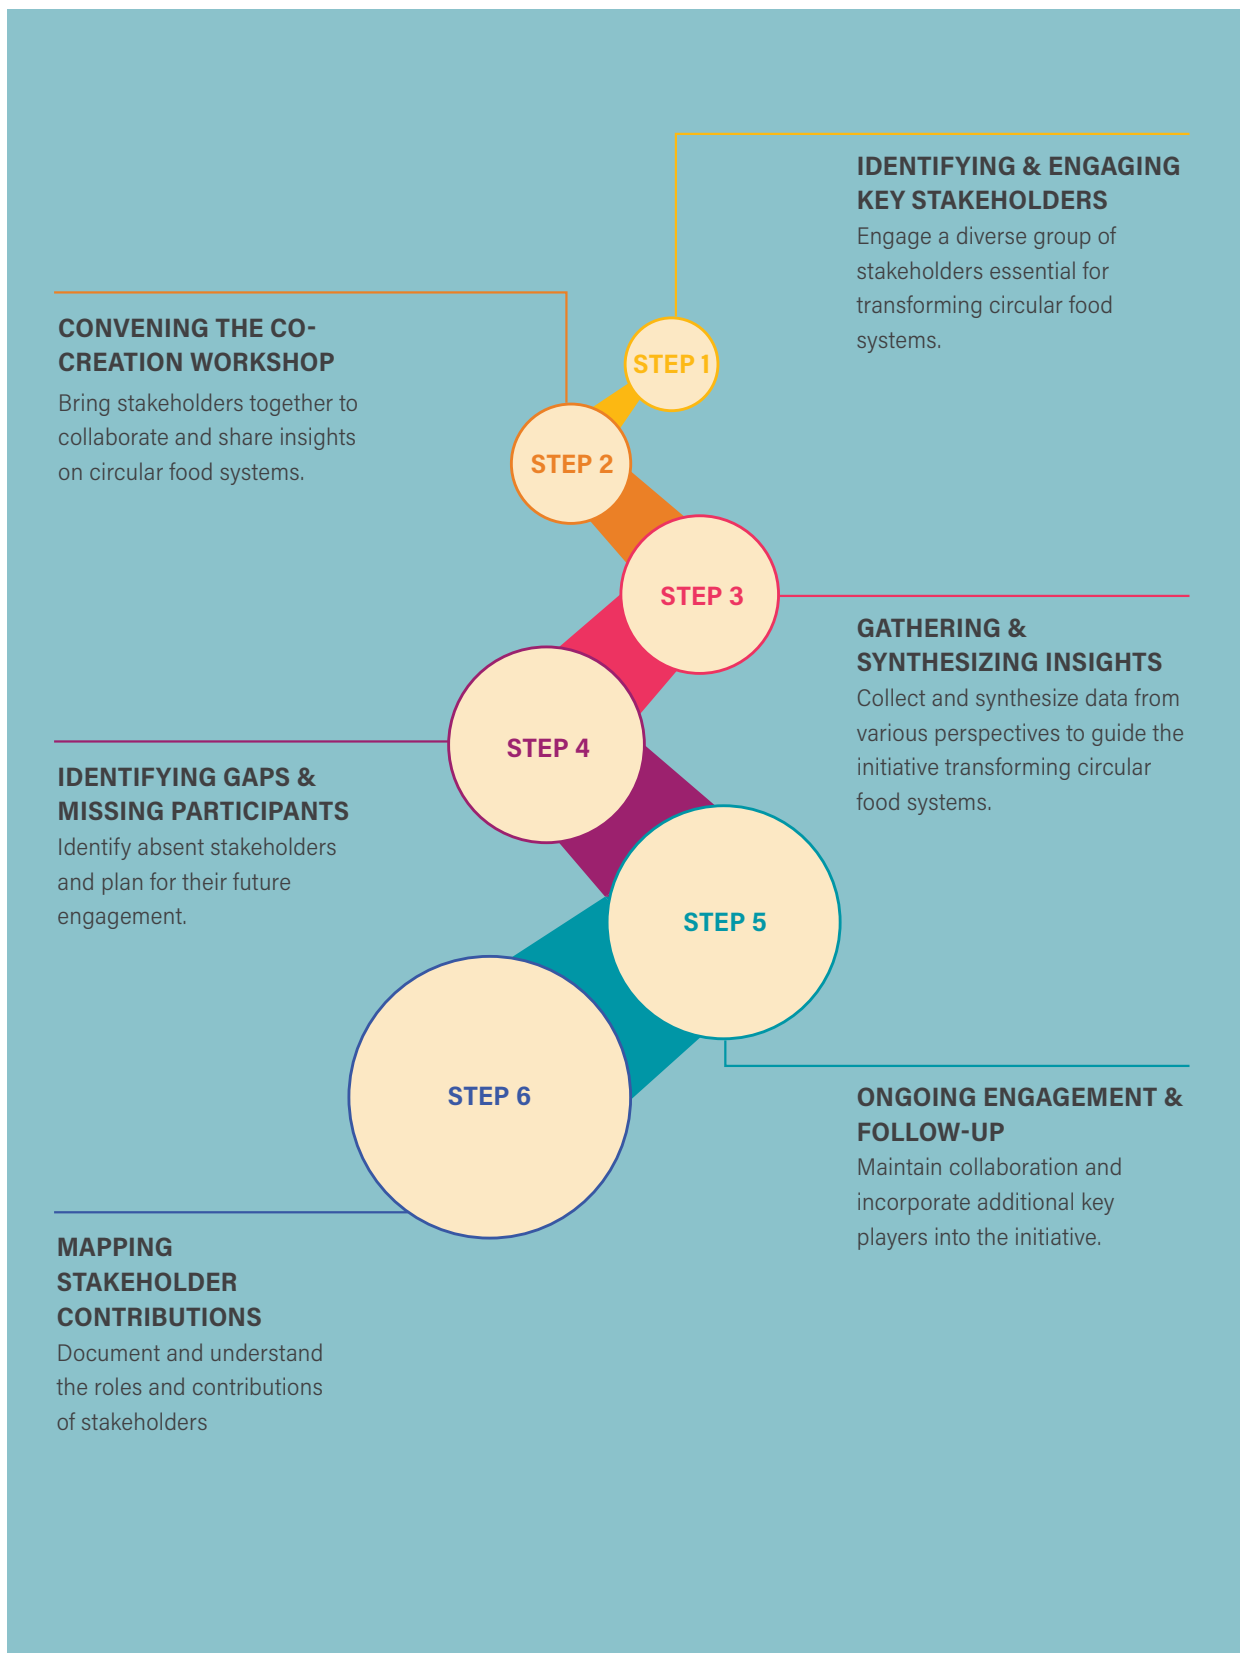 STEP 1
IDENTIFYING & ENGAGING
KEY STAKEHOLDERS
Engage a diverse group of
stakeholders essential for
transforming circular food
systems.
STEP 2
CONVENING THE CO-
CREATION WORKSHOP
Bring stakeholders together to
collaborate and share insights
on circular food systems.
STEP 3
GATHERING &
SYNTHESIZING INSIGHTS
Collect and synthesize data from
various perspectives to guide the
initiative transforming circular
food systems.
STEP 4
IDENTIFYING GAPS &
MISSING PARTICIPANTS
Identify absent stakeholders
and plan for their future
engagement.
STEP 5
ONGOING ENGAGEMENT &
FOLLOW-UP
Maintain collaboration and
incorporate additional key
players into the initiative.
STEP 6
MAPPING
STAKEHOLDER
CONTRIBUTIONS
Document and understand
the roles and contributions
of stakeholders